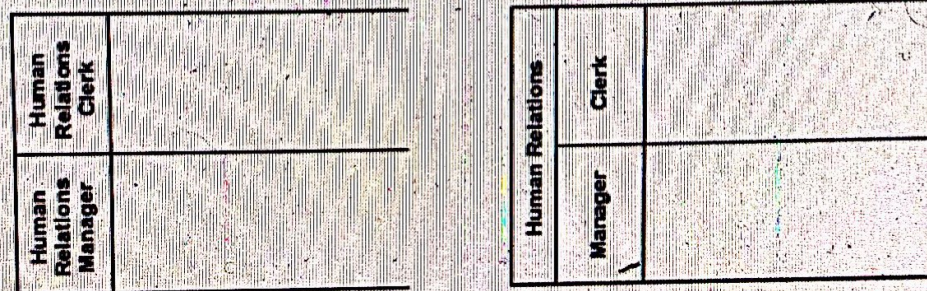 Human
Relations
Manager
Human
Relations
Clerk
Human Relations
Manager
Clerk